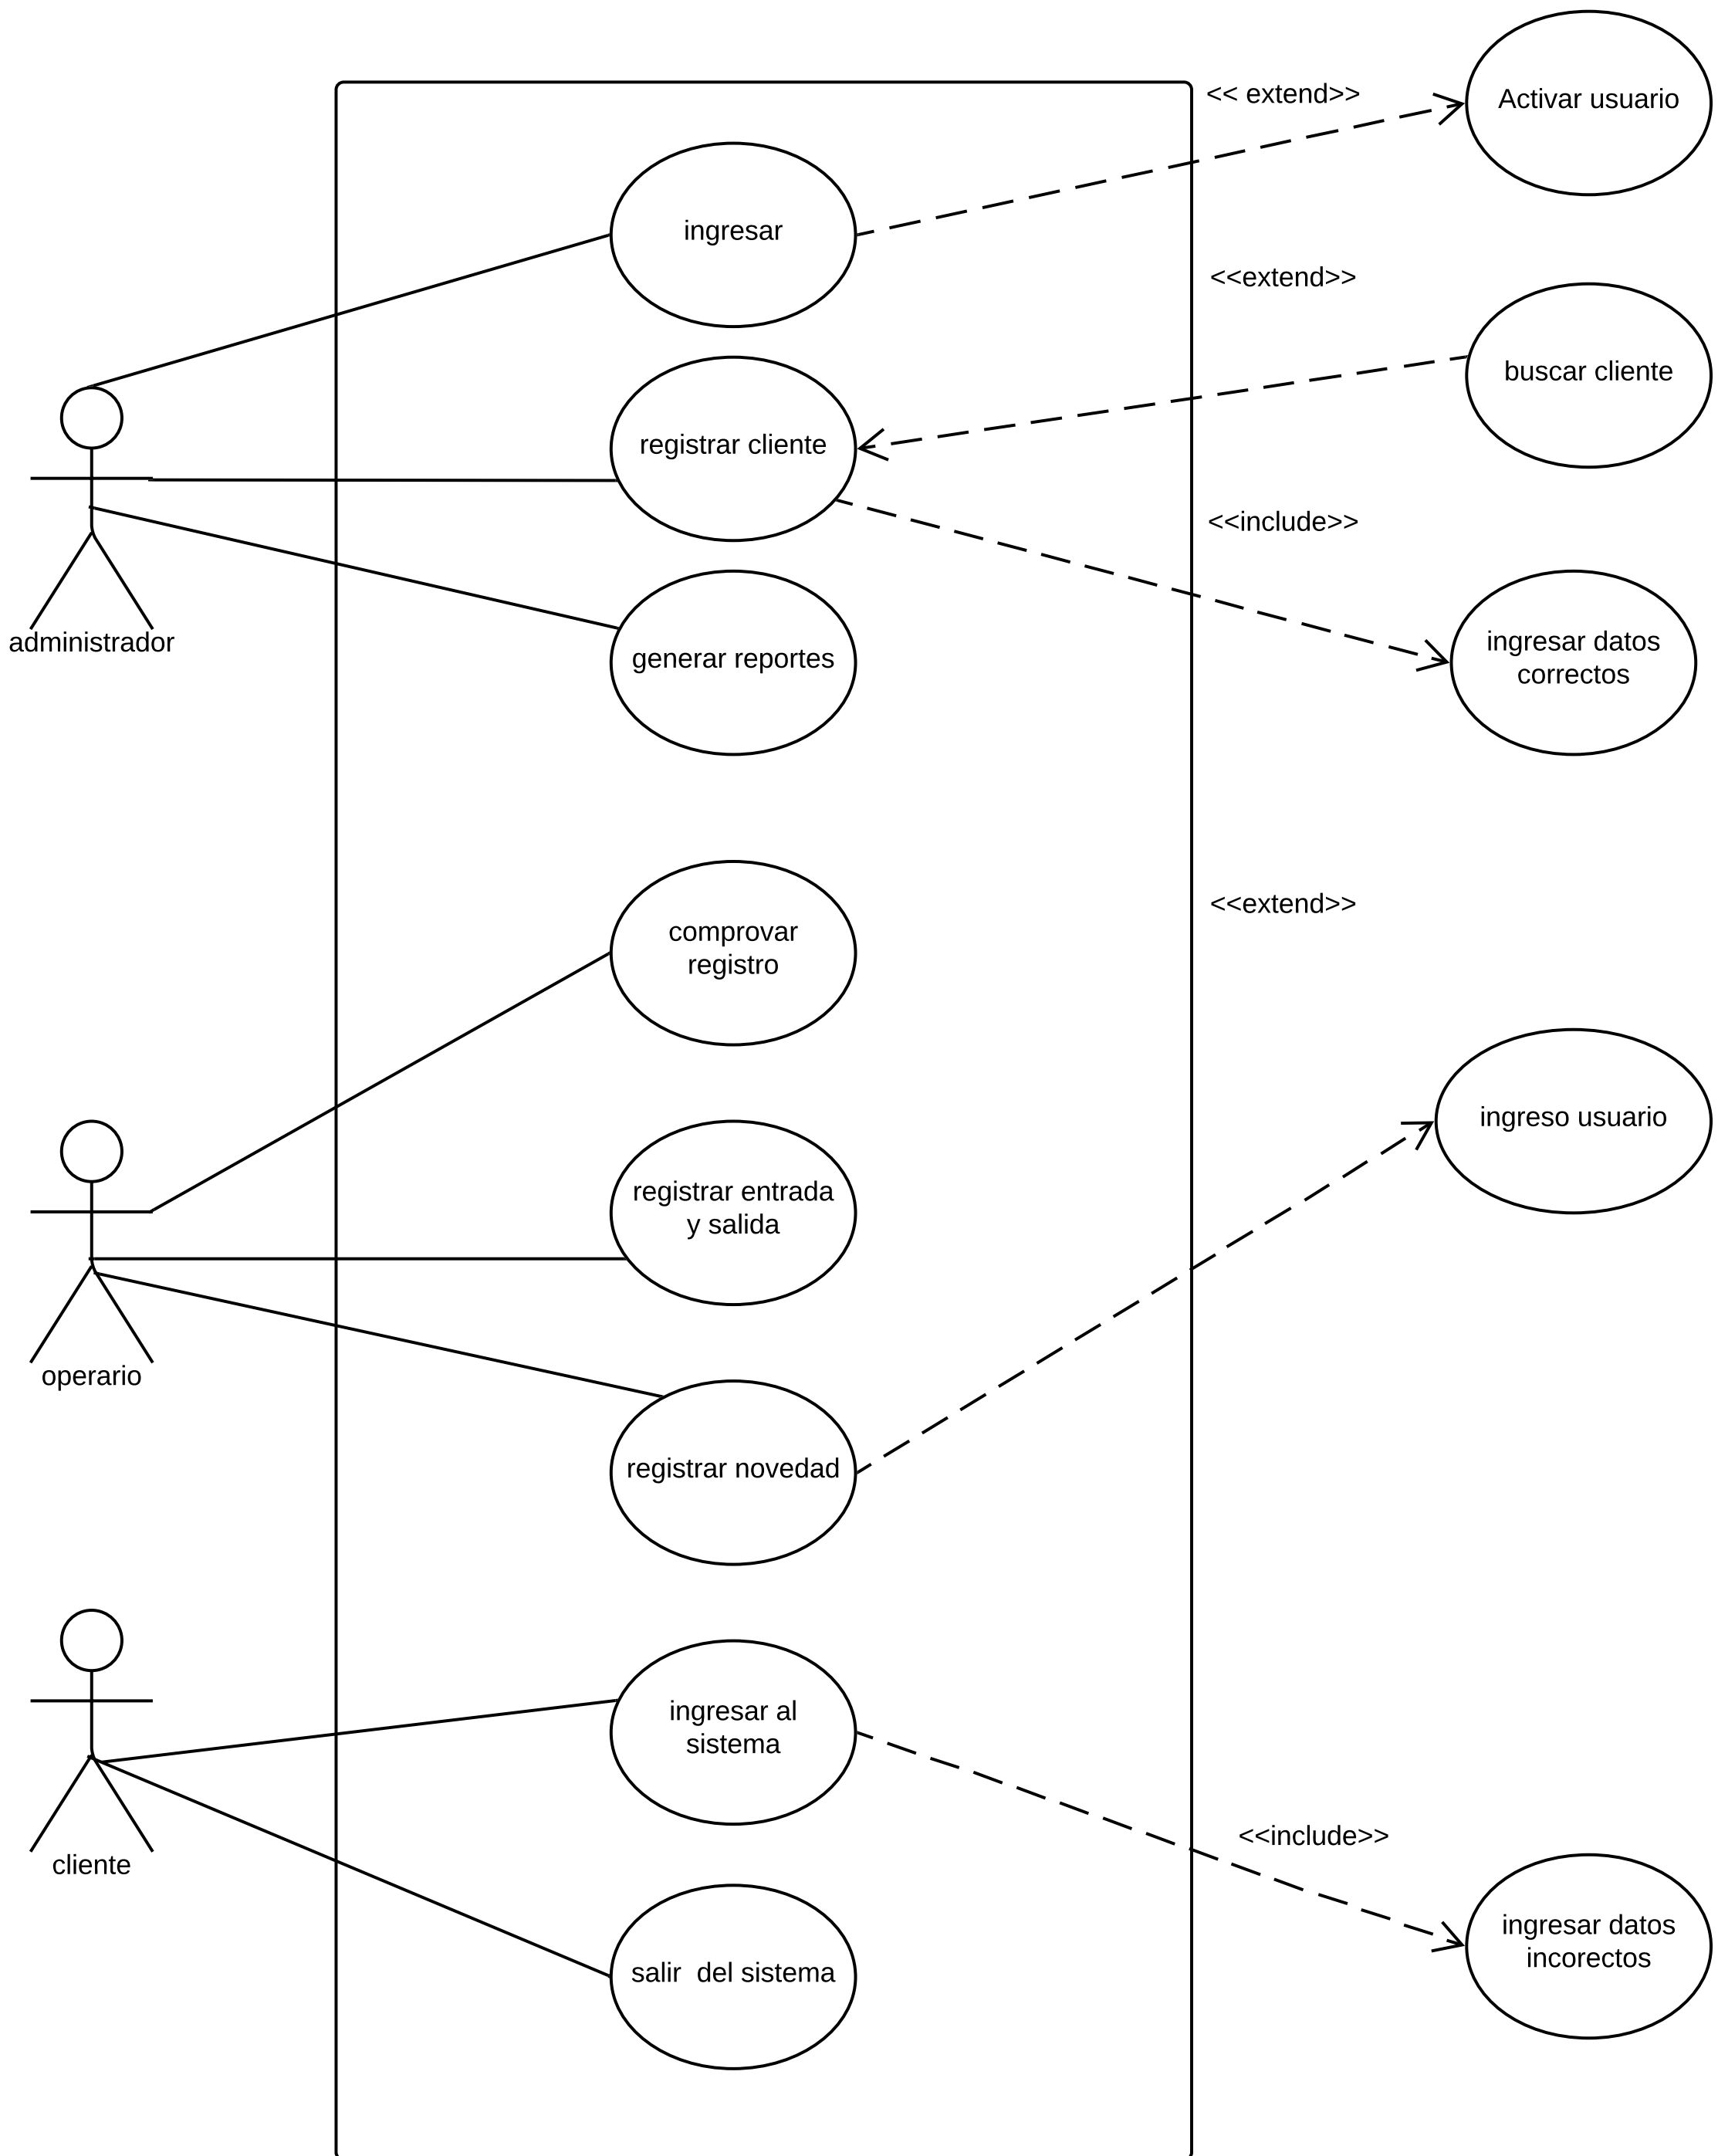 << extend>>
Activar usuario
ingresar
<<extend>>
buscar cliente
registrar cliente
<<include>>
administrador
generar reportes
ingresar datos
correctos
<<extend>>
comprovar
registro
ingreso usuario
registrar entrada
y salida
operario
registrar novedad
ingresar al
sistema
<<include>>
cliente
ingresar datos
incorectos
salir  del sistema